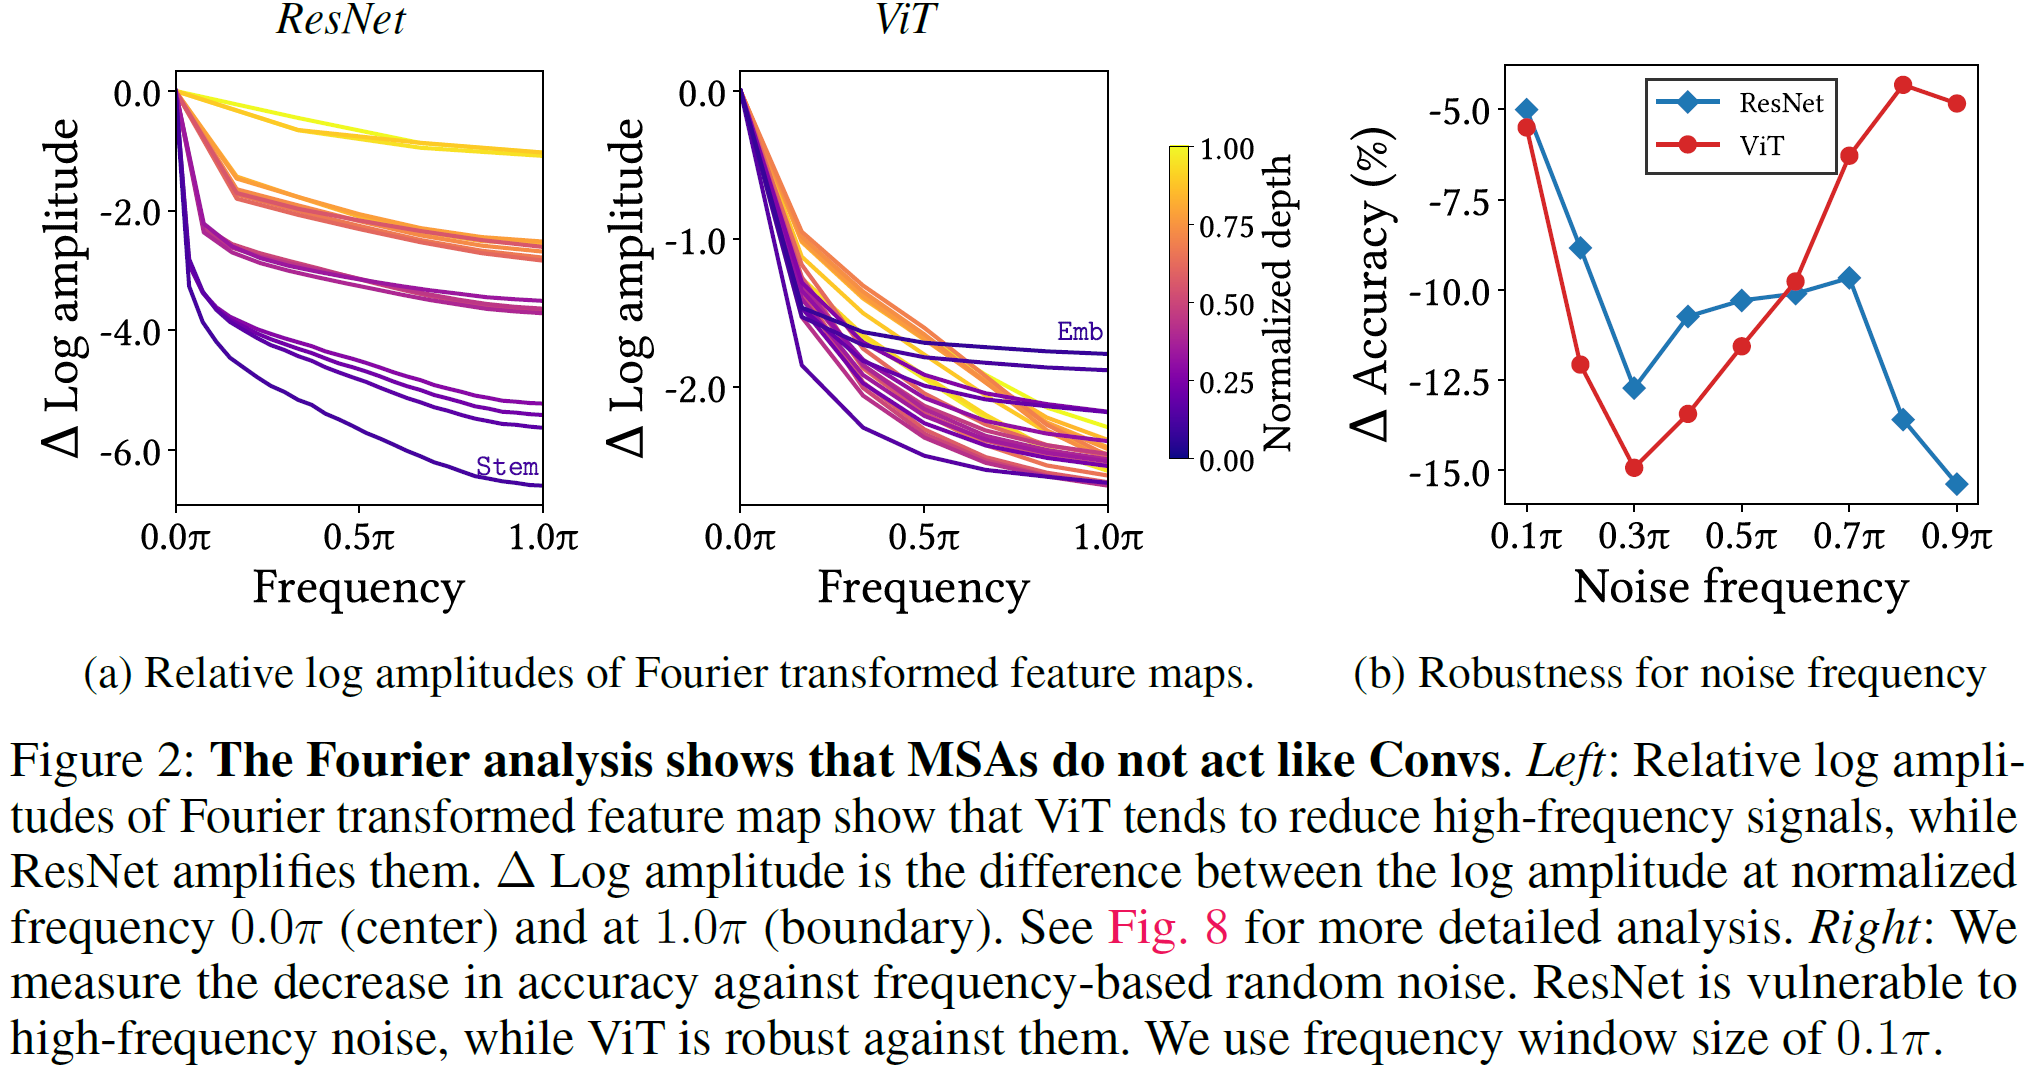 ResNet
ViT
0.0
-2.0
-4.0
-6.0
Δ Log amplitude
Stem
0.0π
0.5π
1.0π
Frequency
0.0
-1.0
-2.0
Δ Log amplitude
Emb
0.0π
0.5π
1.0π
Frequency
1.00
0.75
0.50
0.25
0.00
Normalized depth
-5.0
-7.5
-10.0
-12.5
-15.0
Δ Accuracy (%)
ResNet
ViT
0.1π
0.3π
0.5π
0.7π
0.9π
Noise frequency
(a) Relative log amplitudes of Fourier transformed feature maps.
(b) Robustness for noise frequency
Figure 2: The Fourier analysis shows that MSAs do not act like Convs. Left: Relative log ampli-
tudes of Fourier transformed feature map show that ViT tends to reduce high-frequency signals, while
ResNet amplifies them. Δ Log amplitude is the difference between the log amplitude at normalized
frequency 0.0π (center) and at 1.0π (boundary). See Fig. 8 for more detailed analysis. Right: We
measure the decrease in accuracy against frequency-based random noise. ResNet is vulnerable to
high-frequency noise, while ViT is robust against them. We use frequency window size of 0.1π.